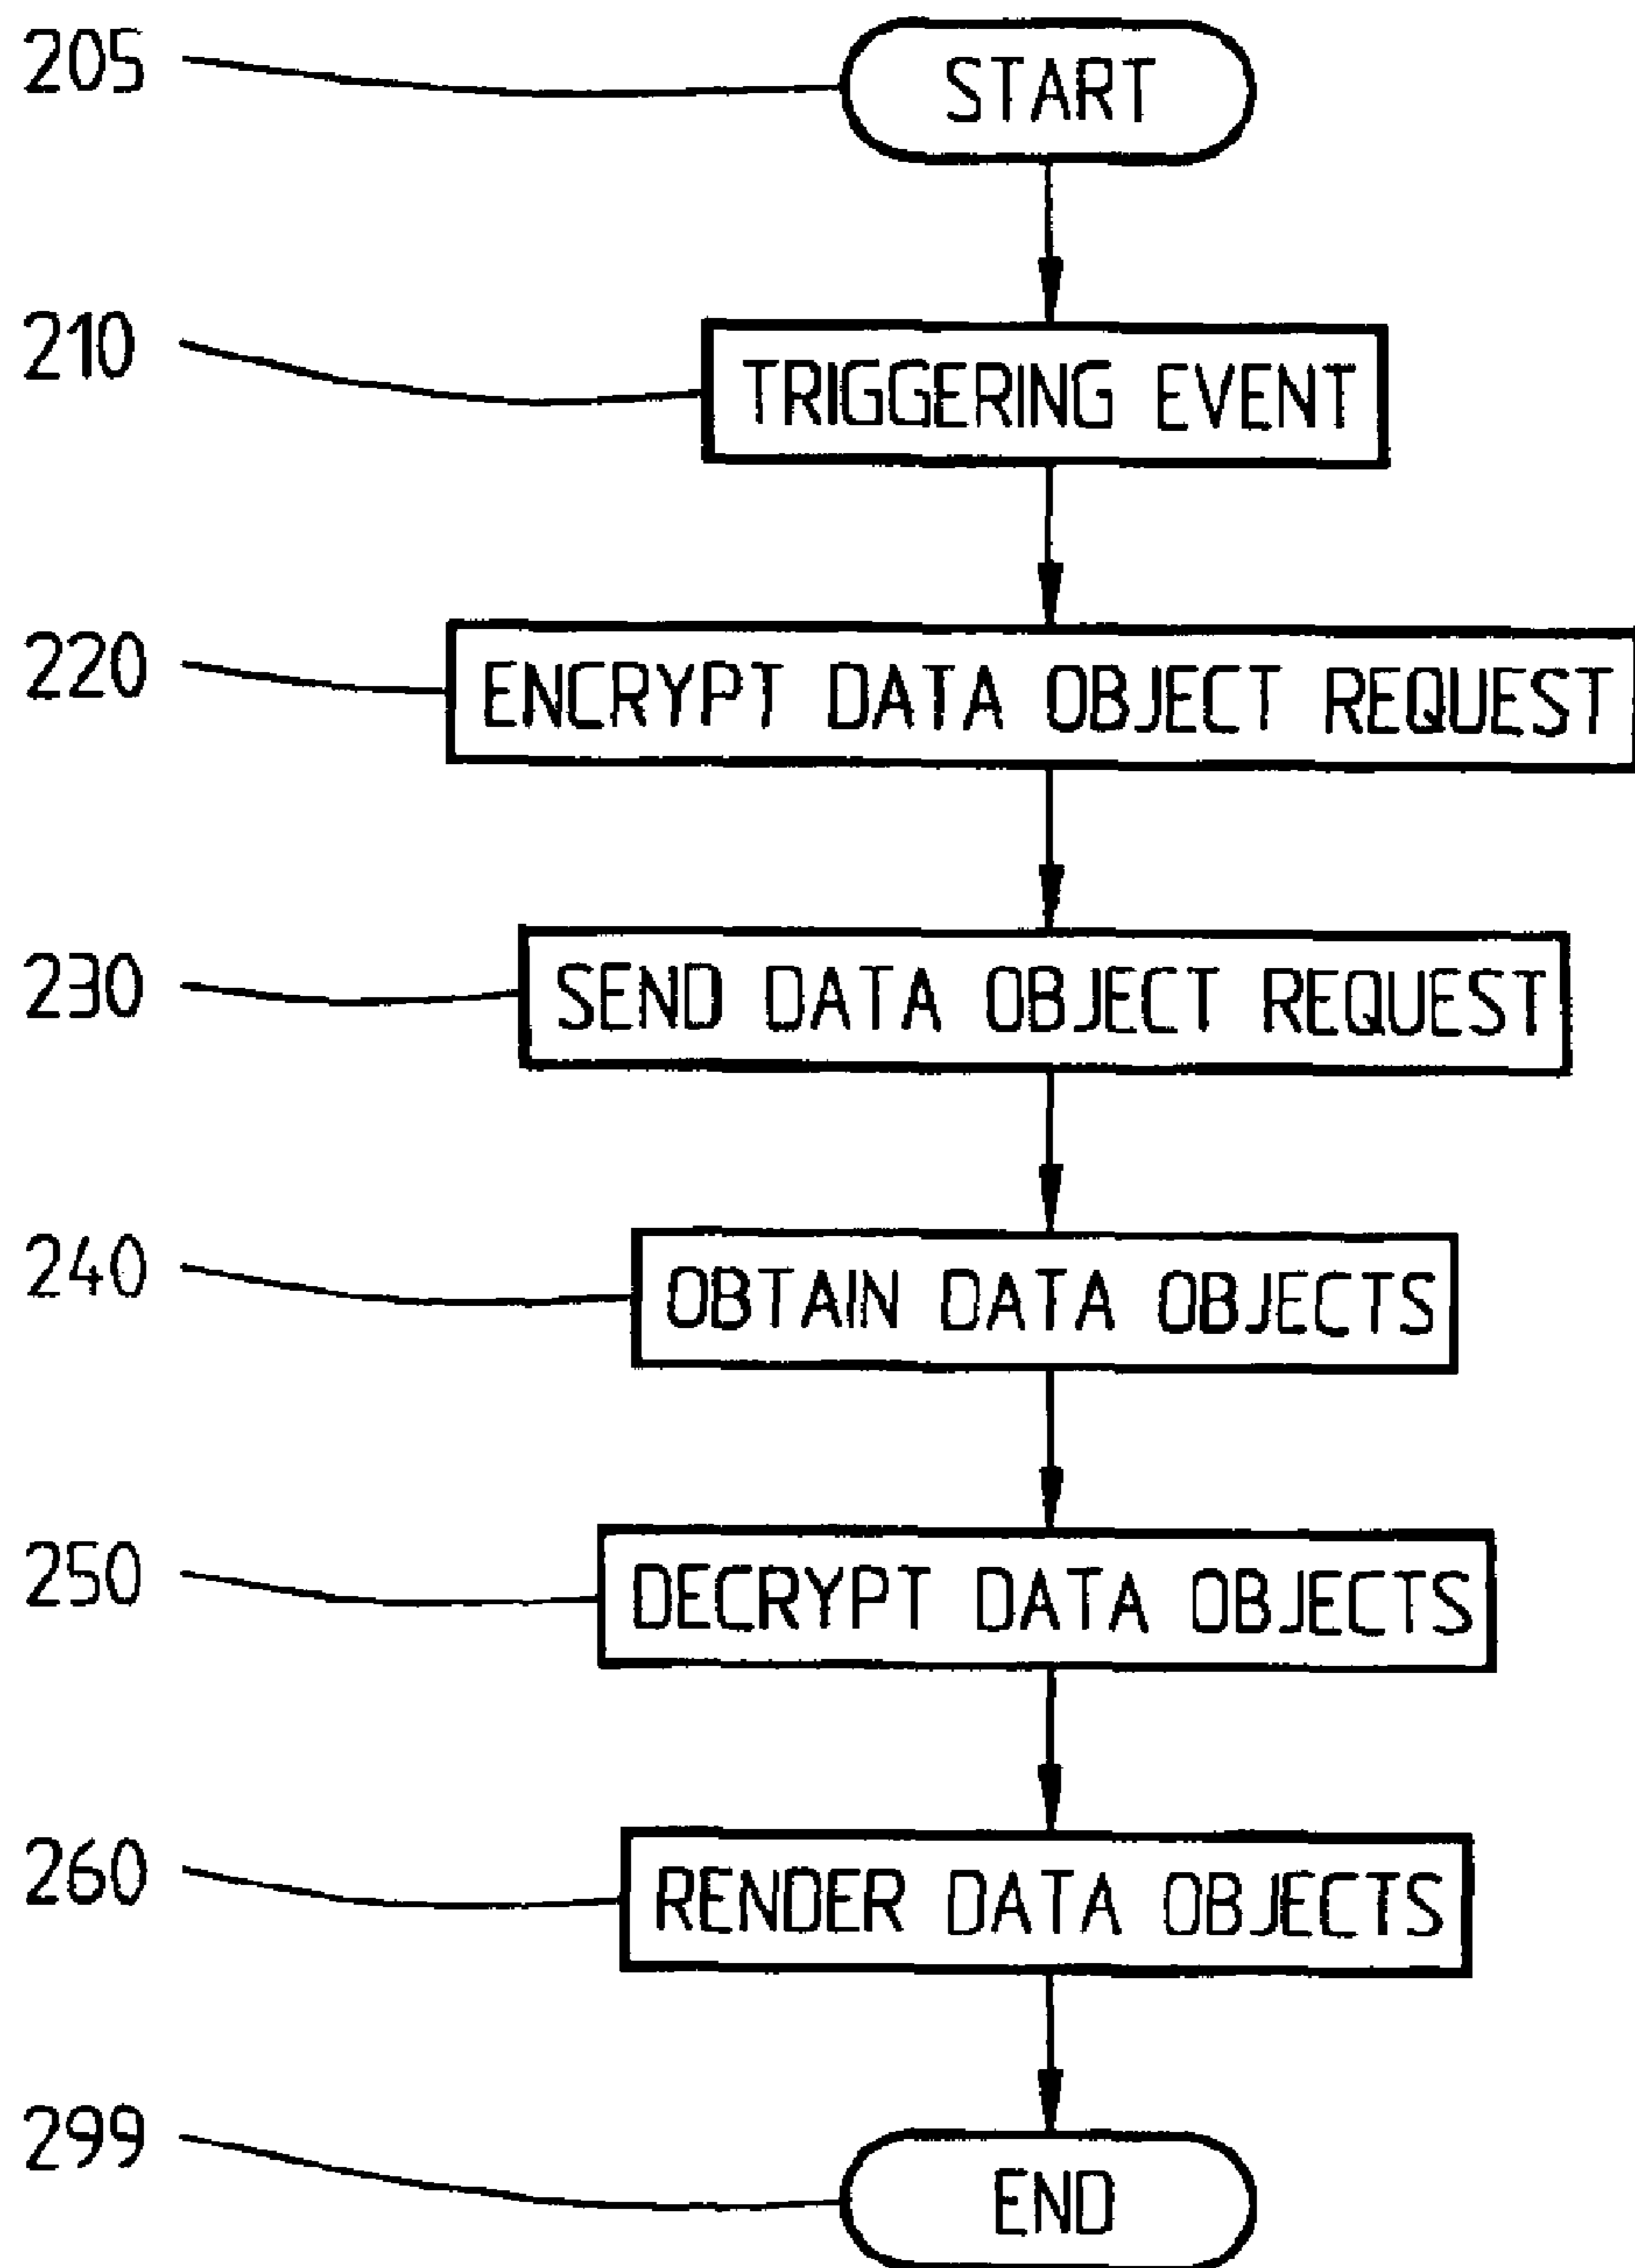 205 START
210 TRIGGERING EVENT
220 ENCRYPT DATA OBJECT REQUEST
230 SEND DATA OBJECT REQUEST
240 OBTAIN DATA OBJECTS
250 DECRYPT DATA OBJECTS
260 RENDER DATA OBJECTS
299 END